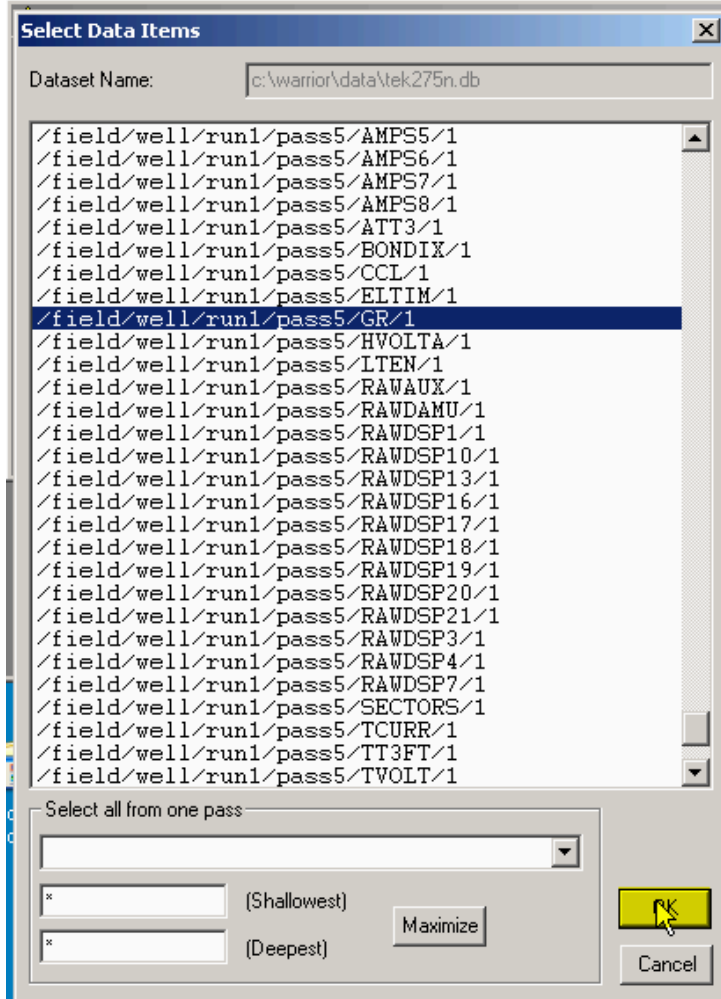 Select Data Items
Dataset Name: c:\warrior\data\tek275n.db
/field/well/run1/pass5/AMPS5/1
/field/well/run1/pass5/AMPS6/1
/field/well/run1/pass5/AMPS7/1
/field/well/run1/pass5/AMPS8/1
/field/well/run1/pass5/ATT3/1
/field/well/run1/pass5/BONDIX/1
/field/well/run1/pass5/CCL/1
/field/well/run1/pass5/ELTIM/1
/field/well/run1/pass5/GR/1
/field/well/run1/pass5/HVOLTA/1
/field/well/run1/pass5/LTEN/1
/field/well/run1/pass5/RAWAUX/1
/field/well/run1/pass5/RAWDAMU/1
/field/well/run1/pass5/RAWDSP1/1
/field/well/run1/pass5/RAWDSP10/1
/field/well/run1/pass5/RAWDSP13/1
/field/well/run1/pass5/RAWDSP16/1
/field/well/run1/pass5/RAWDSP17/1
/field/well/run1/pass5/RAWDSP18/1
/field/well/run1/pass5/RAWDSP19/1
/field/well/run1/pass5/RAWDSP20/1
/field/well/run1/pass5/RAWDSP21/1
/field/well/run1/pass5/RAWDSP3/1
/field/well/run1/pass5/RAWDSP4/1
/field/well/run1/pass5/RAWDSP7/1
/field/well/run1/pass5/SECTORS/1
/field/well/run1/pass5/TCURR/1
/field/well/run1/pass5/TT3FT/1
/field/well/run1/pass5/TVOLT/1
Select all from one pass
* (Shallowest)
* (Deepest)
Maximize
OK
Cancel